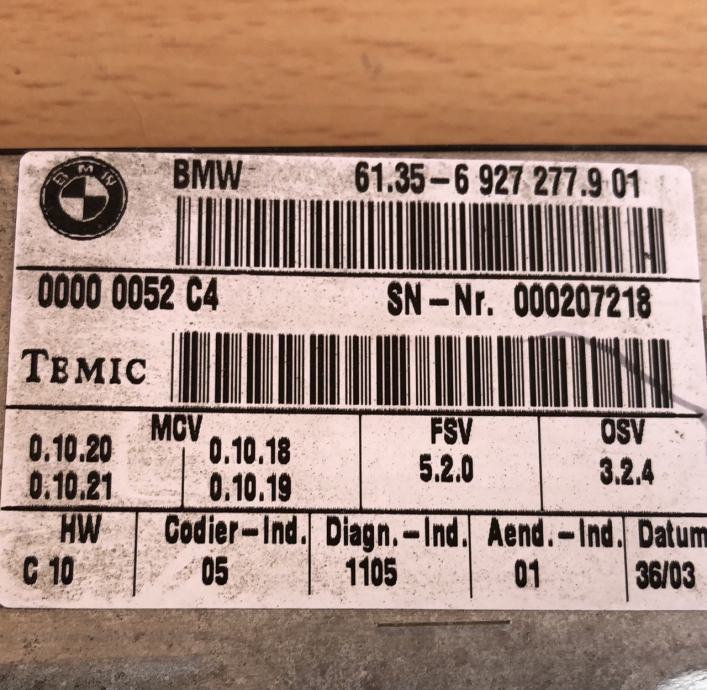 BMW
BMW 61.35-6 927 277.9 01
0000 0052 C4 SN-Nr. 000207218
TEMIC
MCV FSV OSV
0.10.20 0.10.18 5.2.0 3.2.4
0.10.21 0.10.19
HW Codier-Ind. Diagn.-Ind. Aend.-Ind. Datum
C 10 05 1105 01 36/03